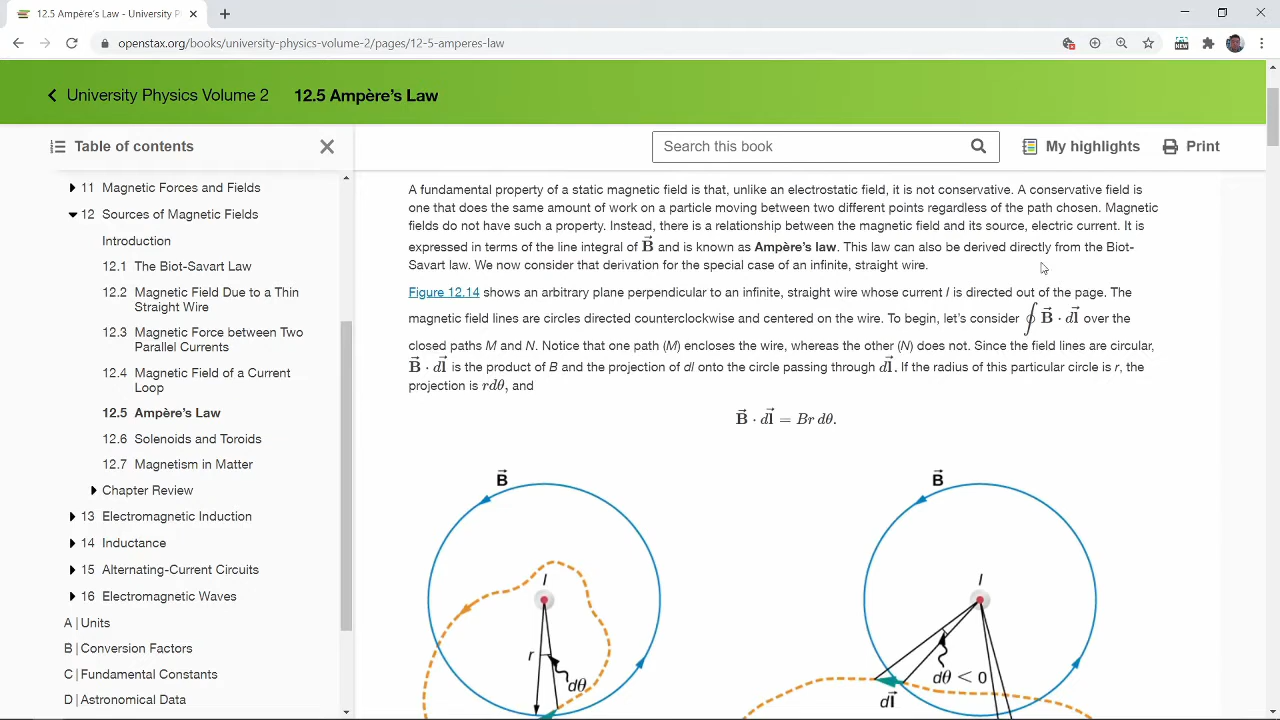 12.5 Ampère's Law - University P
openstax.org/books/university-physics-volume-2/pages/12-5-amperes-law
NEW
University Physics Volume 2
12.5 Ampère's Law
Table of contents
Search this book
My highlights
Print
11 Magnetic Forces and Fields
12 Sources of Magnetic Fields
Introduction
12.1 The Biot-Savart Law
12.2 Magnetic Field Due to a Thin
Straight Wire
12.3 Magnetic Force between Two
Parallel Currents
12.4 Magnetic Field of a Current
Loop
12.5 Ampère's Law
12.6 Solenoids and Toroids
12.7 Magnetism in Matter
Chapter Review
13 Electromagnetic Induction
14 Inductance
15 Alternating-Current Circuits
16 Electromagnetic Waves
A | Units
B | Conversion Factors
C | Fundamental Constants
D | Astronomical Data
A fundamental property of a static magnetic field is that, unlike an electrostatic field, it is not conservative. A conservative field is
one that does the same amount of work on a particle moving between two different points regardless of the path chosen. Magnetic
fields do not have such a property. Instead, there is a relationship between the magnetic field and its source, electric current. It is
expressed in terms of the line integral of B⃗ and is known as Ampère's law. This law can also be derived directly from the Biot-
Savart law. We now consider that derivation for the special case of an infinite, straight wire.
Figure 12.14 shows an arbitrary plane perpendicular to an infinite, straight wire whose current I is directed out of the page. The
magnetic field lines are circles directed counterclockwise and centered on the wire. To begin, let's consider ∮ B⃗ · dl⃗ over the
closed paths M and N. Notice that one path (M) encloses the wire, whereas the other (N) does not. Since the field lines are circular,
B⃗ · dl⃗ is the product of B and the projection of dl onto the circle passing through dl⃗. If the radius of this particular circle is r, the
projection is rdθ, and
B⃗ · dl⃗ = Br dθ.
B⃗
I
r
dθ
B⃗
I
dθ < 0
dl⃗